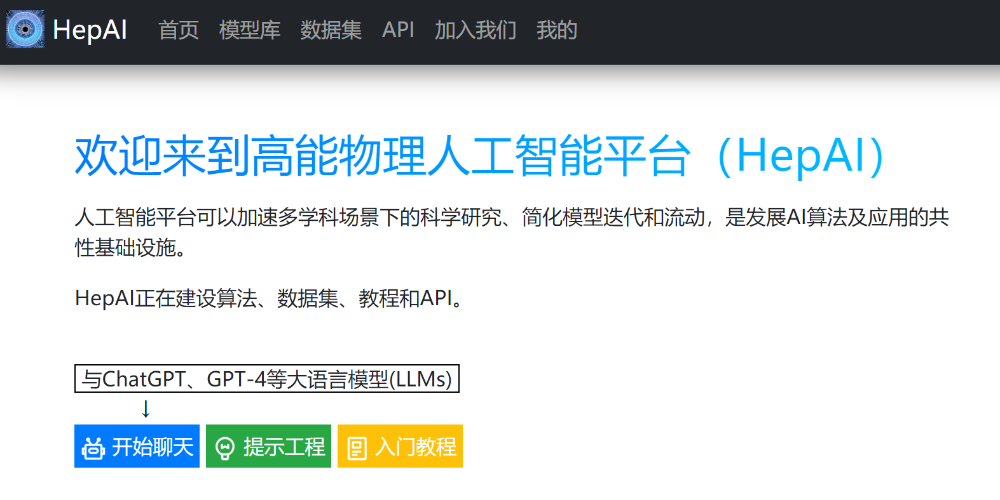 HepAI 首页 模型库 数据集 API 加入我们 我的
欢迎来到高能物理人工智能平台（HepAI）
人工智能平台可以加速多学科场景下的科学研究、简化模型迭代和流动，是发展AI算法及应用的共
性基础设施。
HepAI正在建设算法、数据集、教程和API。
与ChatGPT、GPT-4等大语言模型(LLMs)
↓
开始聊天 提示工程 入门教程